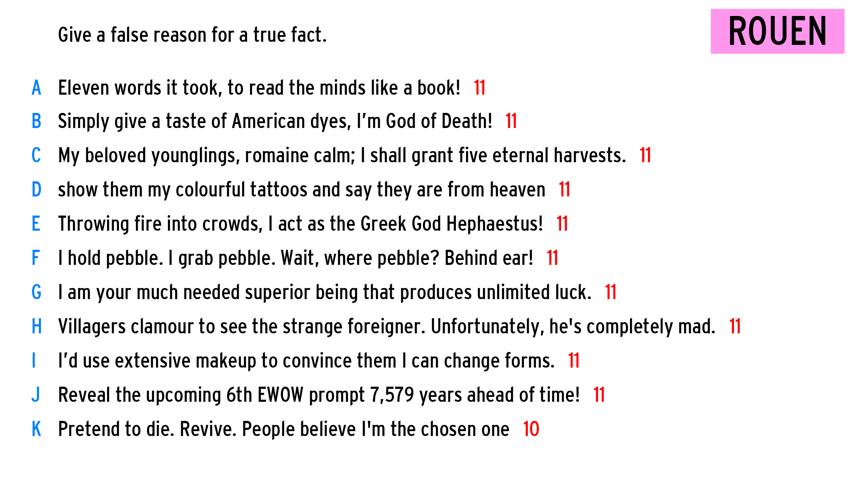 Give a false reason for a true fact.
ROUEN
A Eleven words it took, to read the minds like a book! 11
B Simply give a taste of American dyes, I'm God of Death! 11
C My beloved younglings, romaine calm; I shall grant five eternal harvests. 11
D show them my colourful tattoos and say they are from heaven 11
E Throwing fire into crowds, I act as the Greek God Hephaestus! 11
F I hold pebble. I grab pebble. Wait, where pebble? Behind ear! 11
G I am your much needed superior being that produces unlimited luck. 11
H Villagers clamour to see the strange foreigner. Unfortunately, he's completely mad. 11
I I'd use extensive makeup to convince them I can change forms. 11
J Reveal the upcoming 6th EWOW prompt 7,579 years ahead of time! 11
K Pretend to die. Revive. People believe I'm the chosen one 10